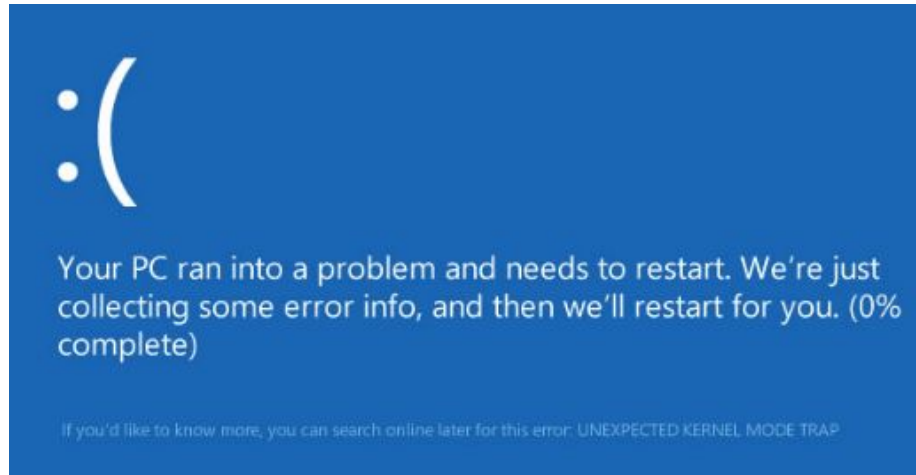 :(
Your PC ran into a problem and needs to restart. We're just
collecting some error info, and then we'll restart for you. (0%
complete)
If you'd like to know more, you can search online later for this error: UNEXPECTED KERNEL MODE TRAP